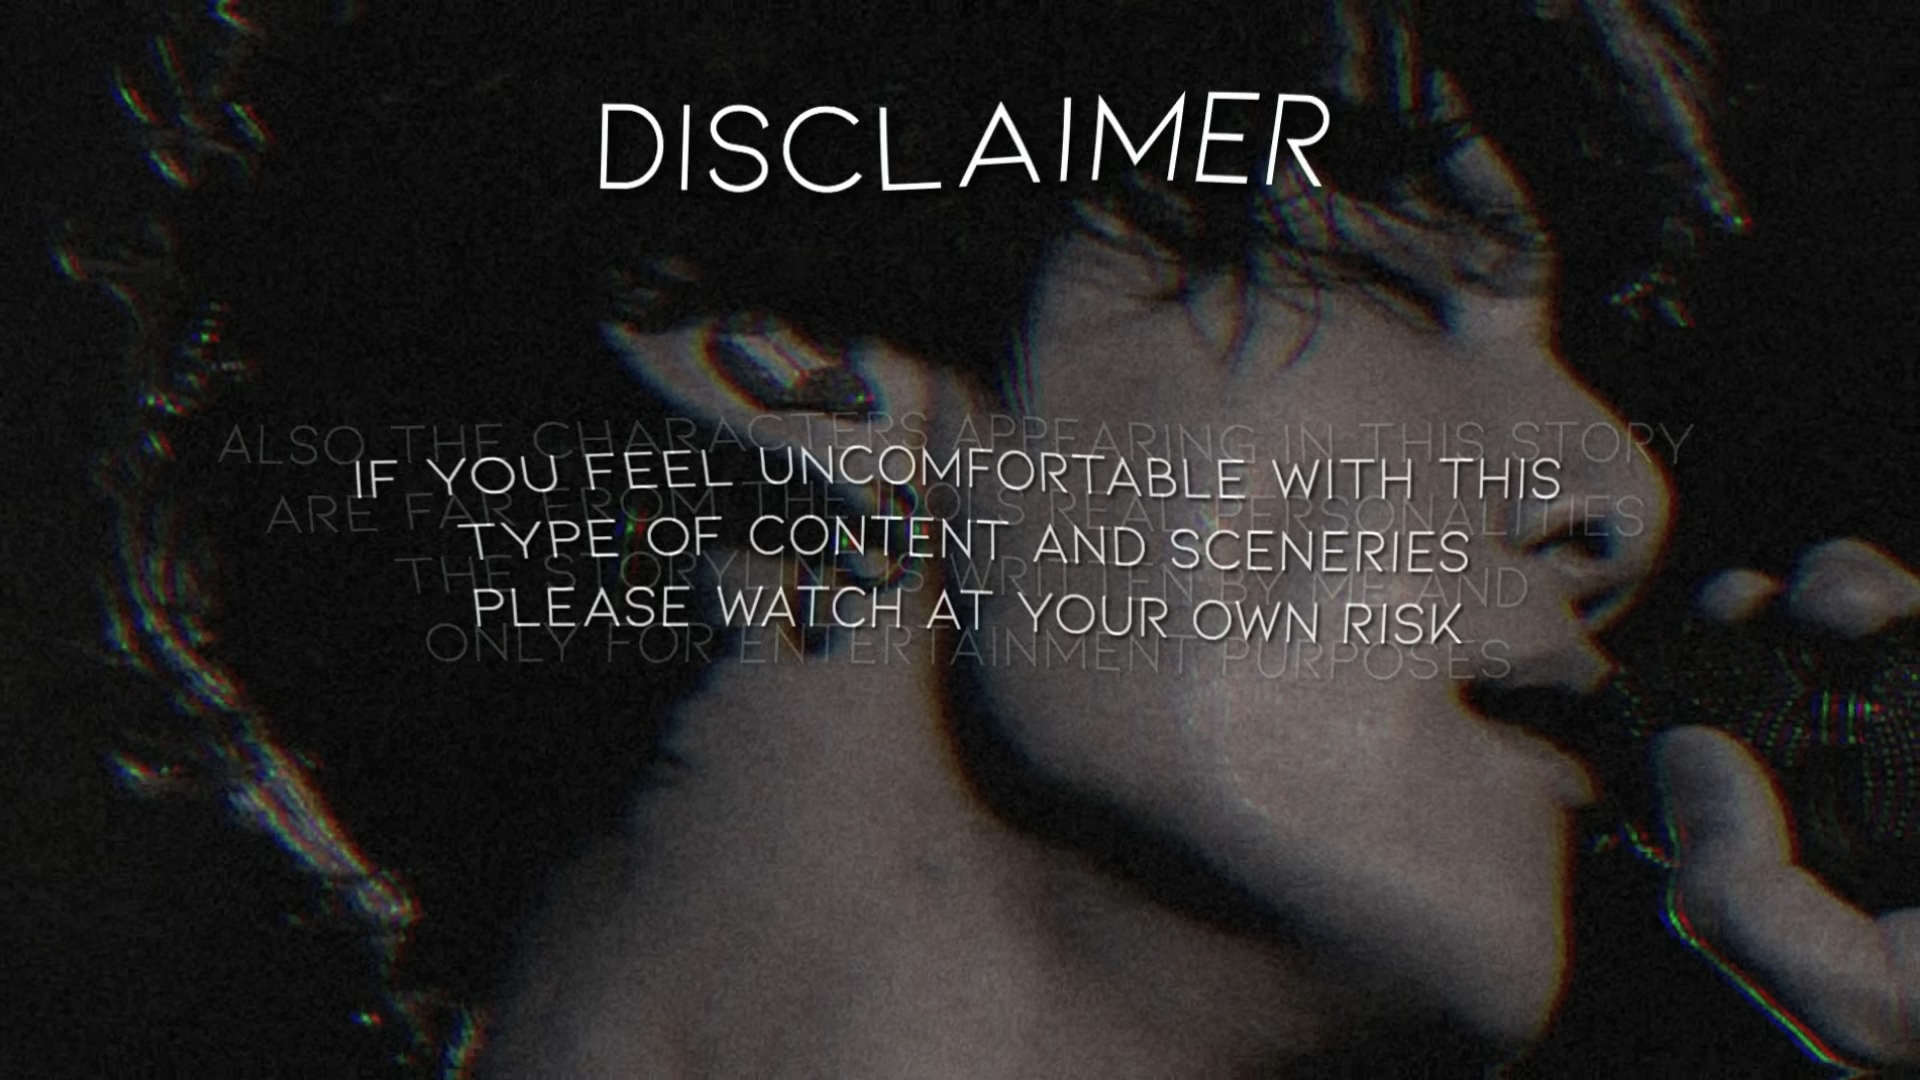 DISCLAIMER
ALSO THE CHARACTERS APPEARING IN THIS STORY
ARE FAR FROM THE IDOLS REAL PERSONALITIES
THE STORYLINE IS WRITTEN BY ME AND
ONLY FOR ENTERTAINMENT PURPOSES
IF YOU FEEL UNCOMFORTABLE WITH THIS
TYPE OF CONTENT AND SCENERIES
PLEASE WATCH AT YOUR OWN RISK